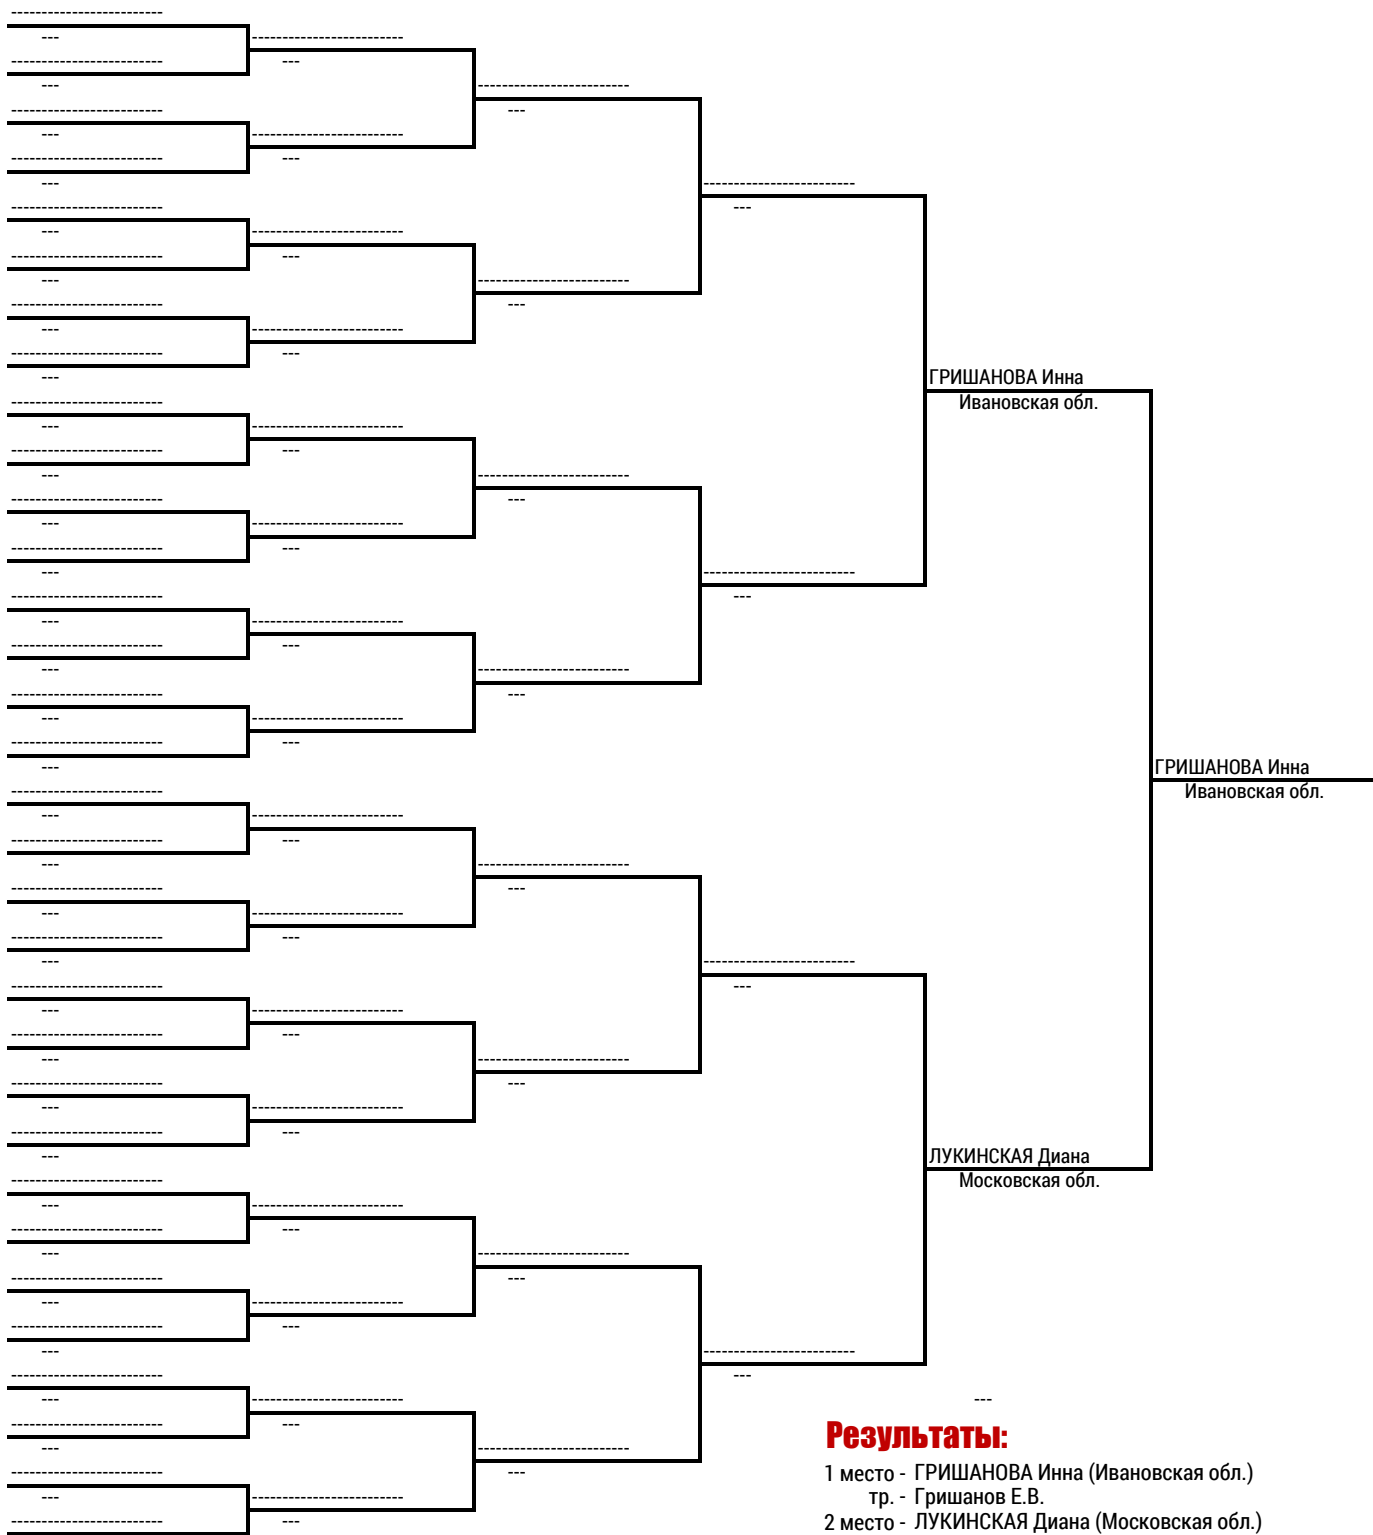 ГРИШАНОВА Инна
Ивановская обл.
ГРИШАНОВА Инна
Ивановская обл.
ЛУКИНСКАЯ Диана
Московская обл.
Результаты:
1 место - ГРИШАНОВА Инна (Ивановская обл.)
тр. - Гришанов Е.В.
2 место - ЛУКИНСКАЯ Диана (Московская обл.)